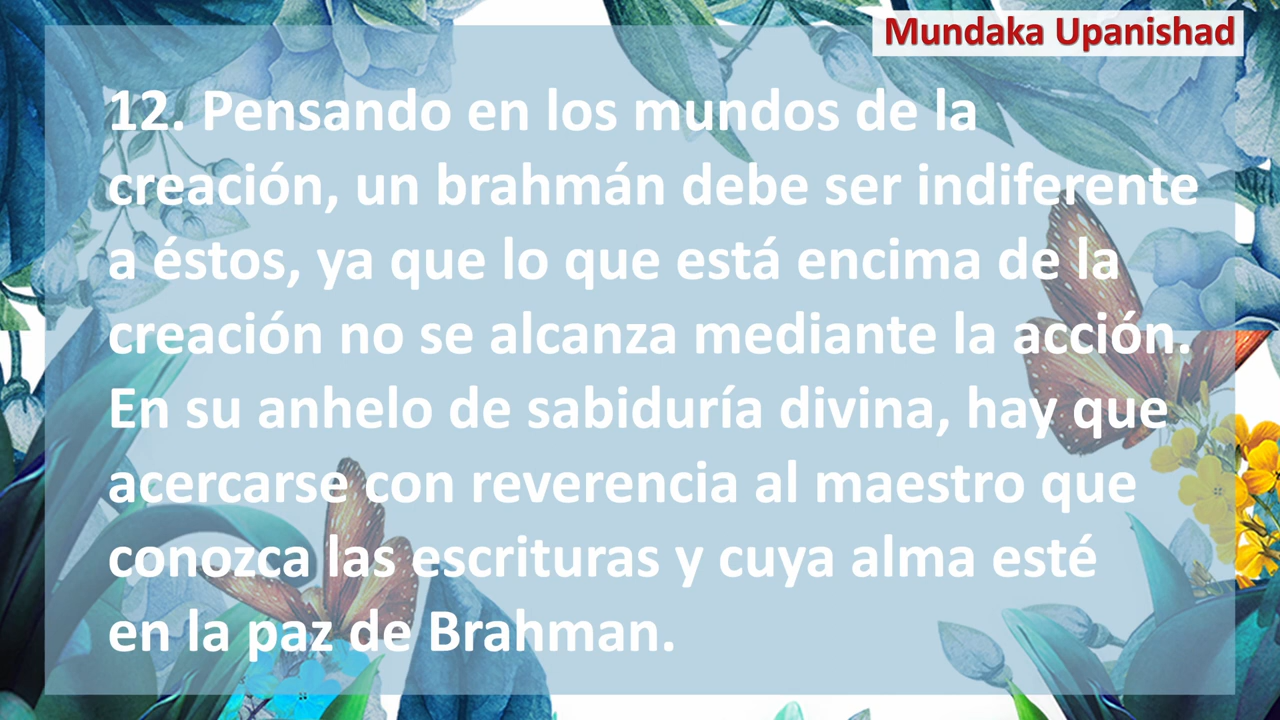 Mundaka Upanishad
12. Pensando en los mundos de la
creación, un brahmán debe ser indiferente
a éstos, ya que lo que está encima de la
creación no se alcanza mediante la acción.
En su anhelo de sabiduría divina, hay que
acercarse con reverencia al maestro que
conozca las escrituras y cuya alma esté
en la paz de Brahman.